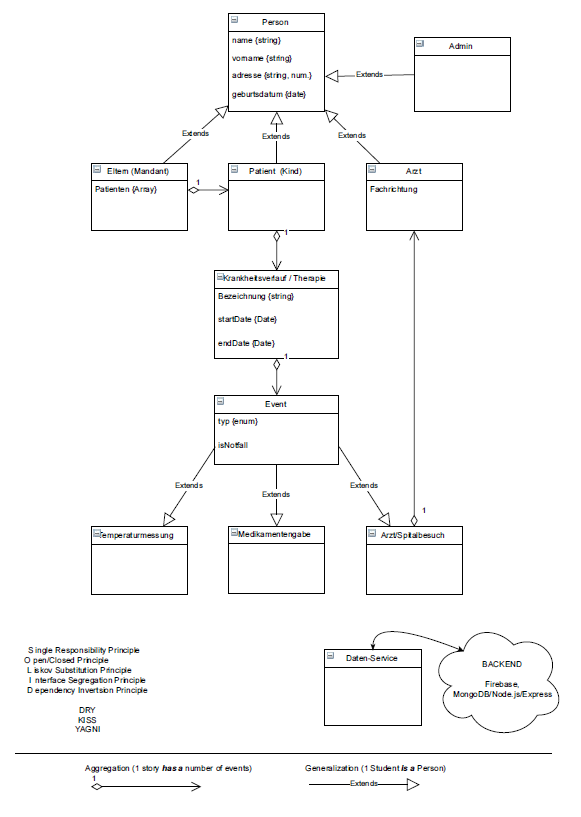 Person
name {string}
vorname {string}
adresse {string, num.}
geburtsdatum {date}
Admin
Extends
Extends
Extends
Extends
Eltern (Mandant)
Patienten {Array}
1
Patient (Kind)
Arzt
Fachrichtung
1
Krankheitsverlauf / Therapie
Bezeichnung {string}
startDate {Date}
endDate {Date}
1
Event
typ {enum}
isNotfall
Extends
Extends
Extends
1
Temperaturmessung
Medikamentengabe
Arzt/Spitalbesuch
Single Responsibility Principle
Open/Closed Principle
Liskov Substitution Principle
Interface Segregation Principle
Dependency Invertsion Principle
DRY
KISS
YAGNI
Daten-Service
BACKEND
Firebase,
MongoDB/Node.js/Express
Aggregation (1 story has a number of events)
1
Generalization (1 Student is a Person)
Extends